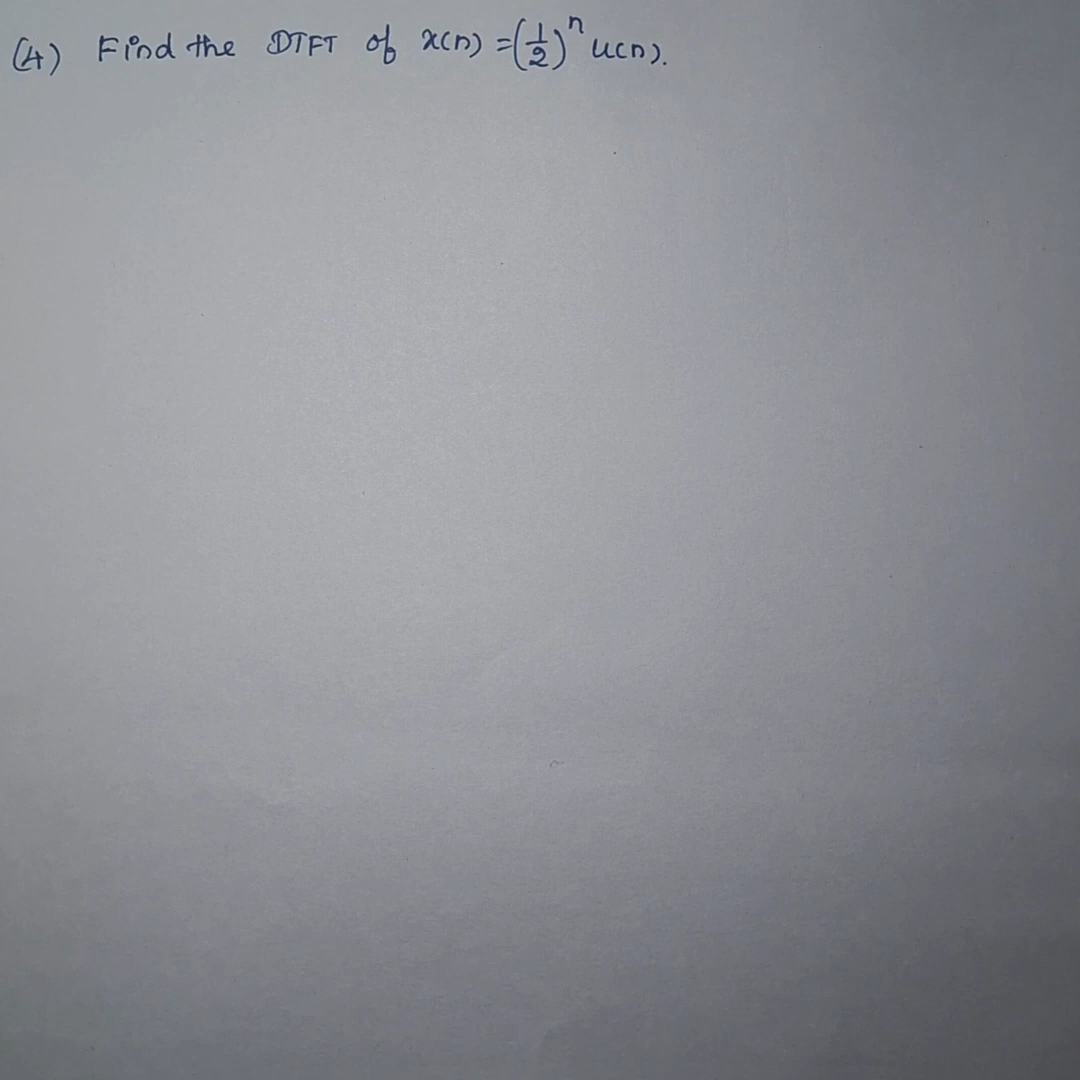 (4) Find the DTFT of x(n) = (1/2)^n u(n).